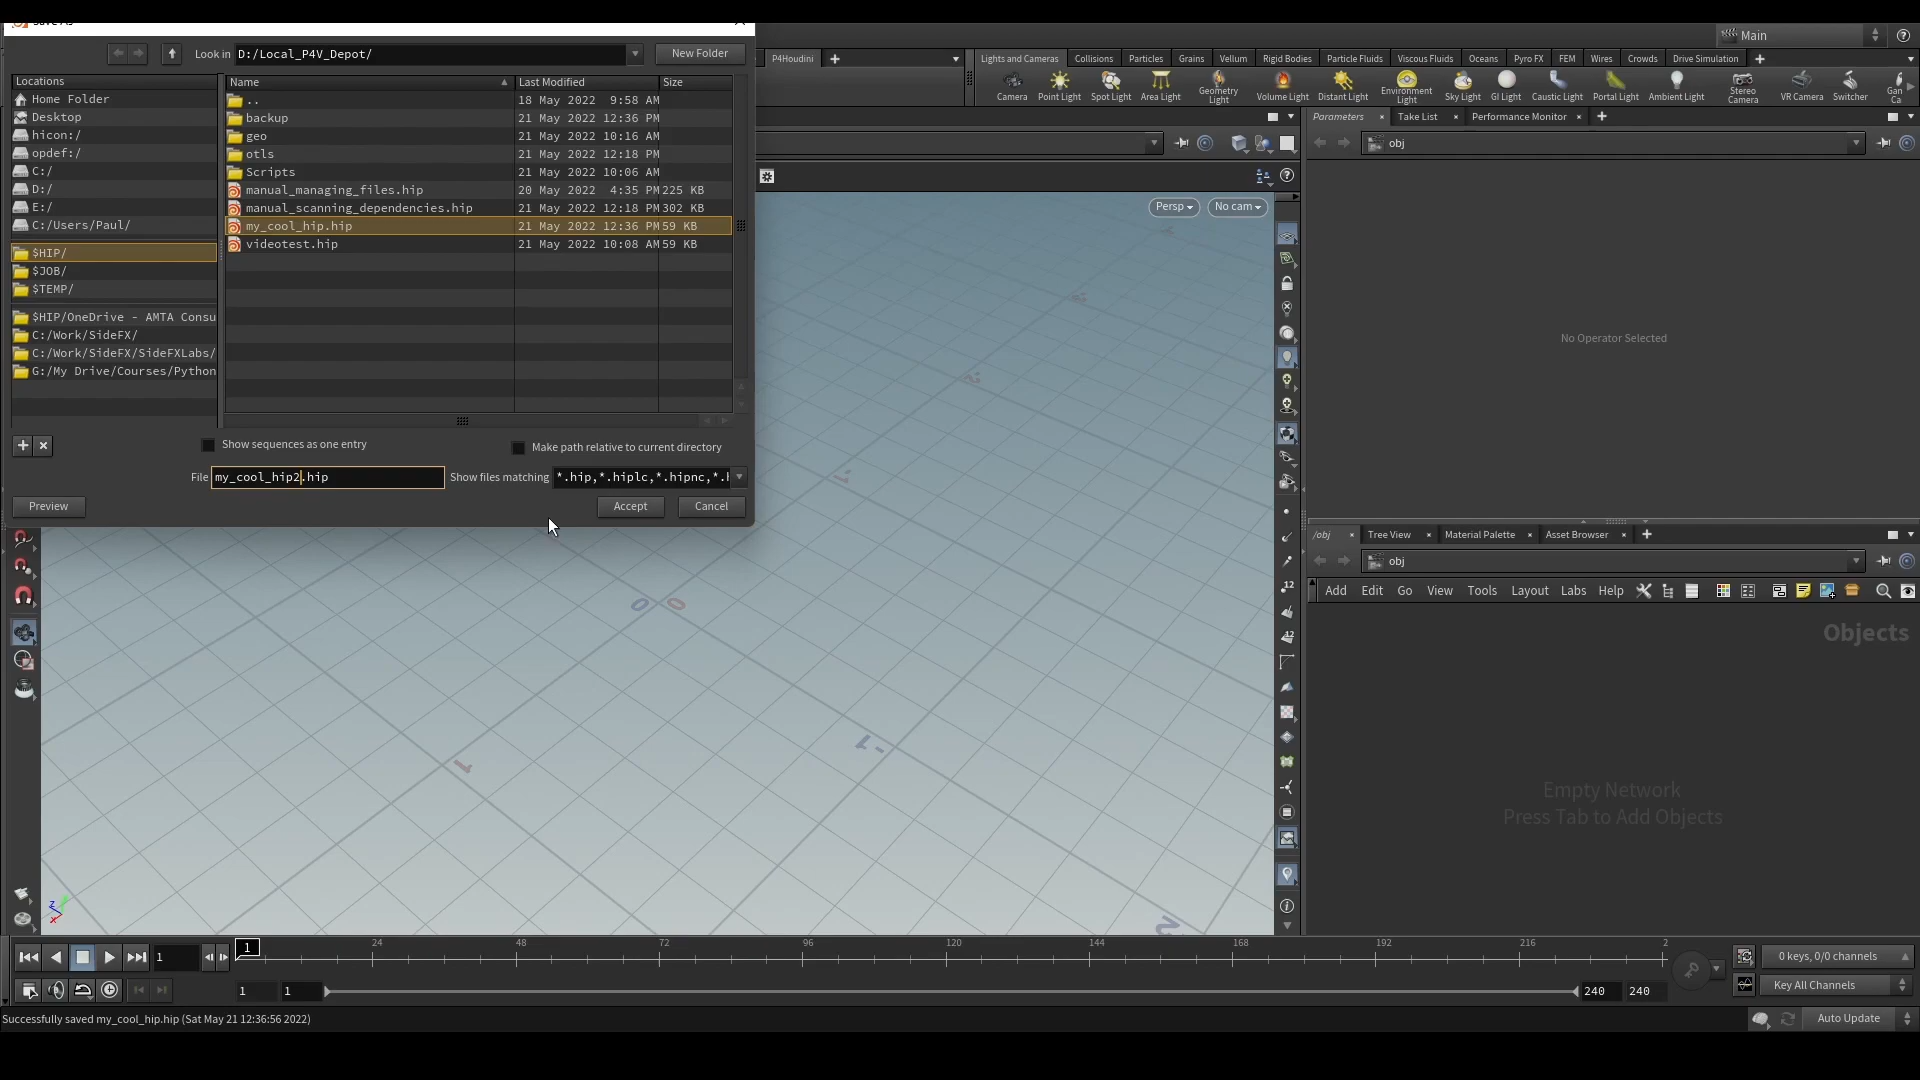 Save As
Look in D:/Local_P4V_Depot/ New Folder
Locations
Home Folder
Desktop
hicon:/
opdef:/
C:/
D:/
E:/
C:/Users/Paul/
$HIP/
$JOB/
$TEMP/
$HIP/OneDrive - AMTA Consu
C:/Work/SideFX/
C:/Work/SideFX/SideFXLabs/
G:/My Drive/Courses/Python
Name Last Modified Size
.. 18 May 2022 9:58 AM
backup 21 May 2022 12:36 PM
geo 21 May 2022 10:16 AM
otls 21 May 2022 12:18 PM
Scripts 21 May 2022 10:06 AM
manual_managing_files.hip 20 May 2022 4:35 PM 225 KB
manual_scanning_dependencies.hip 21 May 2022 12:18 PM 302 KB
my_cool_hip.hip 21 May 2022 12:36 PM 59 KB
videotest.hip 21 May 2022 10:08 AM 59 KB
Show sequences as one entry Make path relative to current directory
File my_cool_hip2.hip Show files matching *.hip,*.hiplc,*.hipnc,*.h
Preview Accept Cancel
Main
P4Houdini
Lights and Cameras Collisions Particles Grains Vellum Rigid Bodies Particle Fluids Viscous Fluids Oceans Pyro FX FEM Wires Crowds Drive Simulation
Camera Point Light Spot Light Area Light Geometry Light Volume Light Distant Light Environment Light Sky Light GI Light Caustic Light Portal Light Ambient Light Stereo Camera VR Camera Switcher Gan Ca
Parameters Take List Performance Monitor
obj
Persp No cam
No Operator Selected
/obj Tree View Material Palette Asset Browser
obj
Add Edit Go View Tools Layout Labs Help
Objects
Empty Network
Press Tab to Add Objects
0 0
1
-1
2
12
12
z x
1 1 24 48 72 96 120 144 168 192 216 2
0 keys, 0/0 channels
1 1 240 240
Key All Channels
Successfully saved my_cool_hip.hip (Sat May 21 12:36:56 2022)
Auto Update